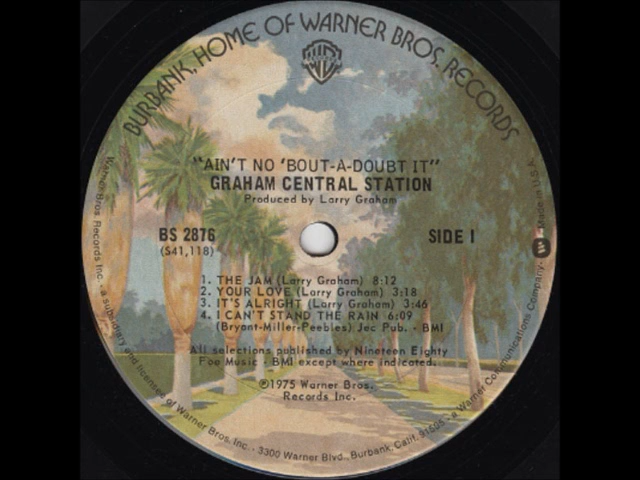 BURBANK, HOME OF WARNER BROS. RECORDS
"AIN'T NO 'BOUT-A-DOUBT IT"
GRAHAM CENTRAL STATION
Produced by Larry Graham
BS 2876
(S41,118)
SIDE 1
1. THE JAM (Larry Graham) 8:12
2. YOUR LOVE (Larry Graham) 3:18
3. IT'S ALRIGHT (Larry Graham) 3:46
4. I CAN'T STAND THE RAIN 6:09
(Bryant-Miller-Peebles) Jec Pub. - BMI
All selections published by Nineteen Eighty
Foe Music - BMI except where indicated.
©1975 Warner Bros.
Records Inc.
Warner Bros. Records Inc., a subsidiary and licensee of Warner Bros. Inc. - 3300 Warner Blvd., Burbank, Calif. 91505 - a Warner Communications Company - Made in U.S.A.